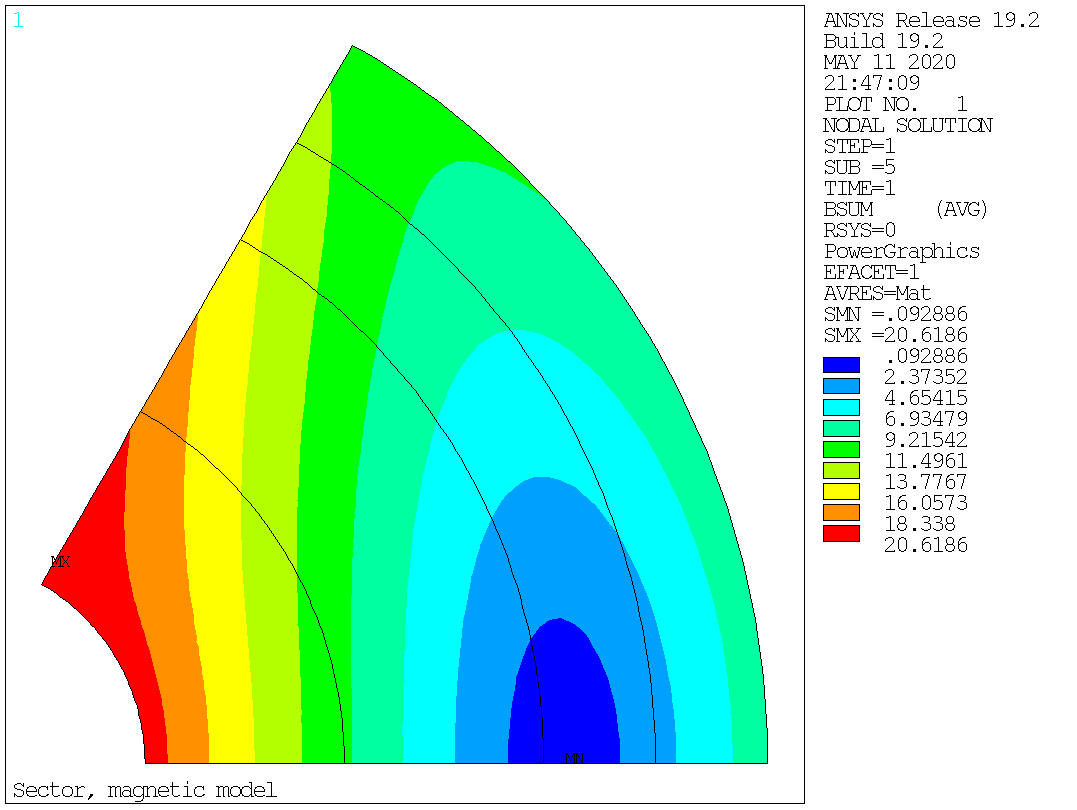 1
ANSYS Release 19.2
Build 19.2
MAY 11 2020
21:47:09
PLOT NO.   1
NODAL SOLUTION
STEP=1
SUB =5
TIME=1
BSUM     (AVG)
RSYS=0
PowerGraphics
EFACET=1
AVRES=Mat
SMN =.092886
SMX =20.6186
.092886
2.37352
4.65415
6.93479
9.21542
11.4961
13.7767
16.0573
18.338
20.6186
MX
MN
Sector, magnetic model